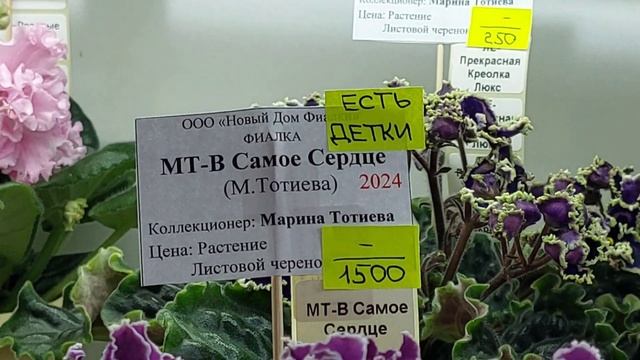 Коллекционер: Марина Тотиева
Цена: Растение
Листовой черенок
–
250
Прекрасная
Креолка
Люкс
ООО «Новый Дом Фиалки»
ФИАЛКА
ЕСТЬ
ДЕТКИ
МТ-В Самое Сердце
(М.Тотиева) 2024
Коллекционер: Марина Тотиева
Цена: Растение
Листовой черенок
–
1500
МТ-В Самое
Сердце